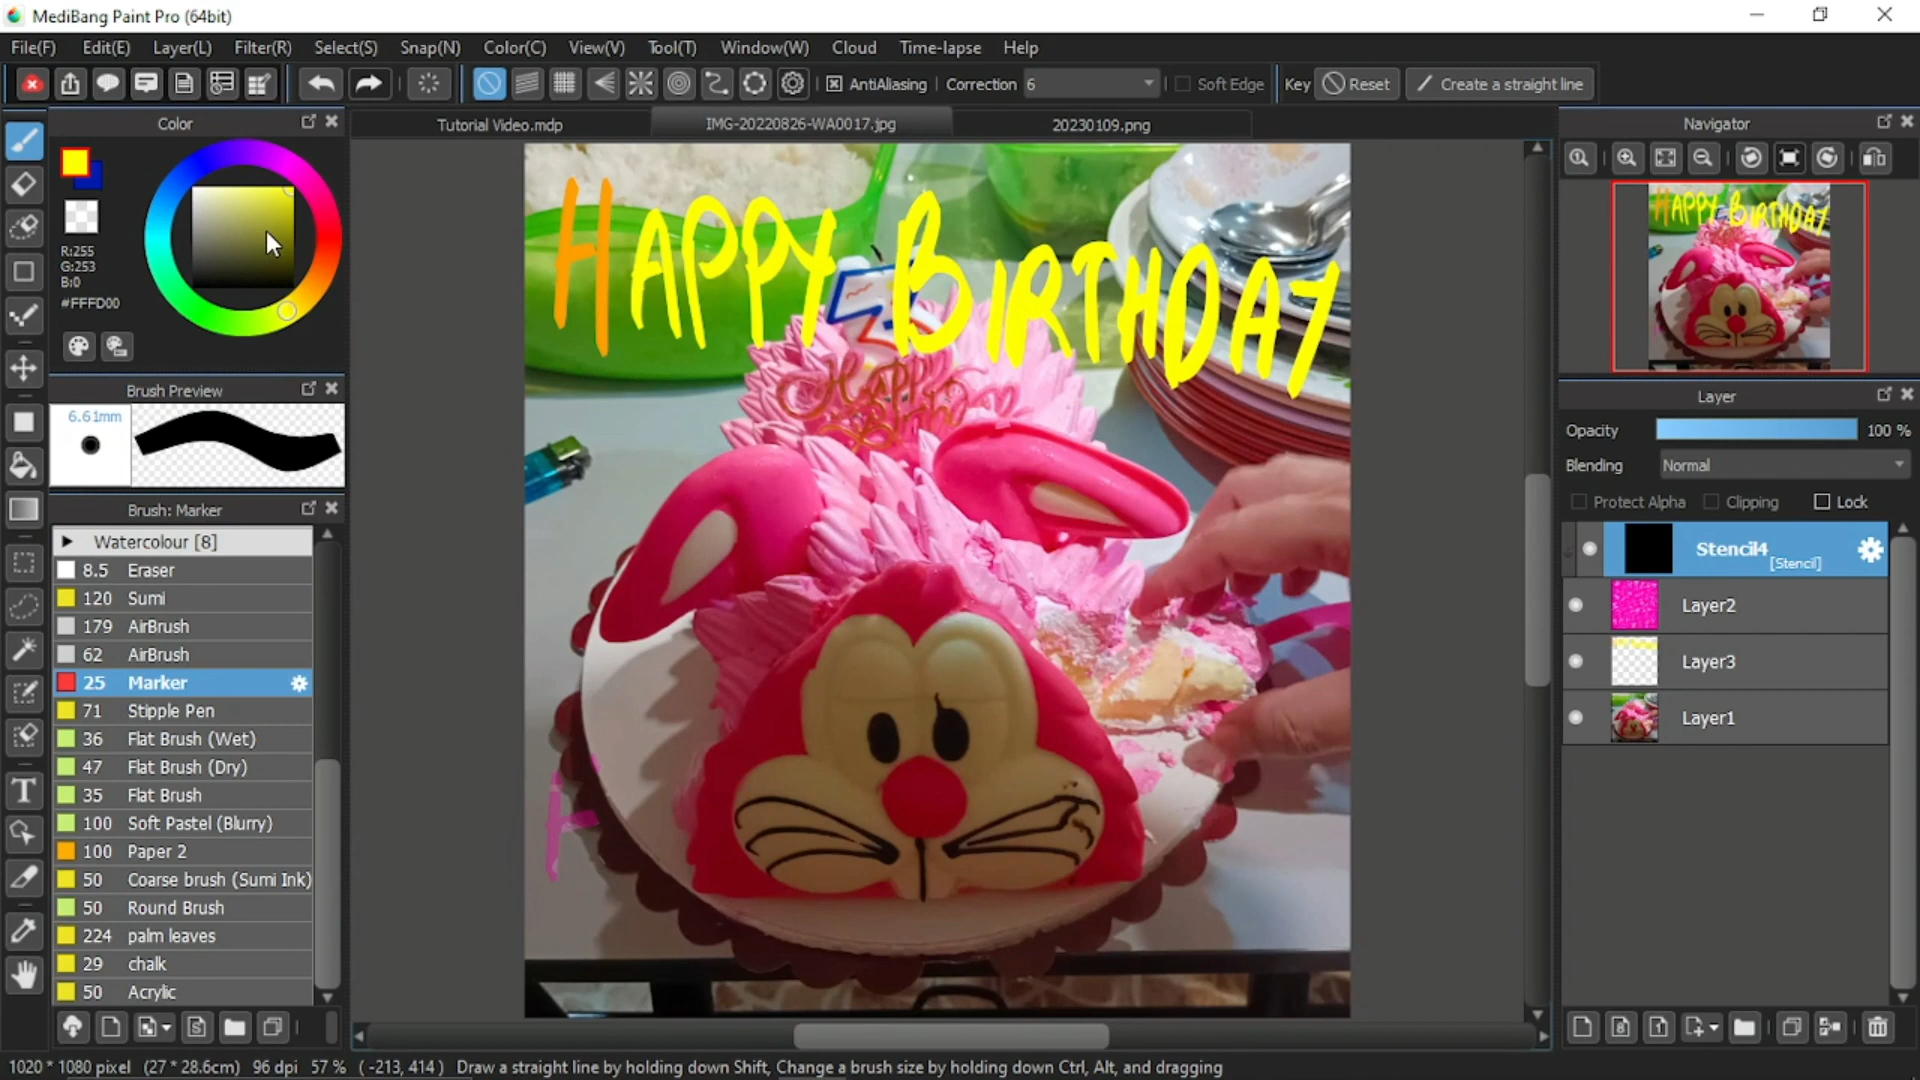 MediBang Paint Pro (64bit)
File(F) Edit(E) Layer(L) Filter(R) Select(S) Snap(N) Color(C) View(V) Tool(T) Window(W) Cloud Time-lapse Help
AntiAliasing Correction 6 Soft Edge Key Reset Create a straight line
Color
R:255
G:253
B:0
#FFFD00
Brush Preview
6.61mm
Brush: Marker
Watercolour [8]
8.5 Eraser
120 Sumi
179 AirBrush
62 AirBrush
25 Marker
71 Stipple Pen
36 Flat Brush (Wet)
47 Flat Brush (Dry)
35 Flat Brush
100 Soft Pastel (Blurry)
100 Paper 2
50 Coarse brush (Sumi Ink)
50 Round Brush
224 palm leaves
29 chalk
50 Acrylic
Tutorial Video.mdp IMG-20220826-WA0017.jpg 20230109.png
HAPPY BIRTHDAY
Happy
Birthday
Navigator
HAPPY BIRTHDAY
Layer
Opacity 100 %
Blending Normal
Protect Alpha Clipping Lock
Stencil4
[Stencil]
Layer2
Layer3
Layer1
1020 * 1080 pixel (27 * 28.6cm) 96 dpi 57 % ( -213, 414 ) Draw a straight line by holding down Shift, Change a brush size by holding down Ctrl, Alt, and dragging